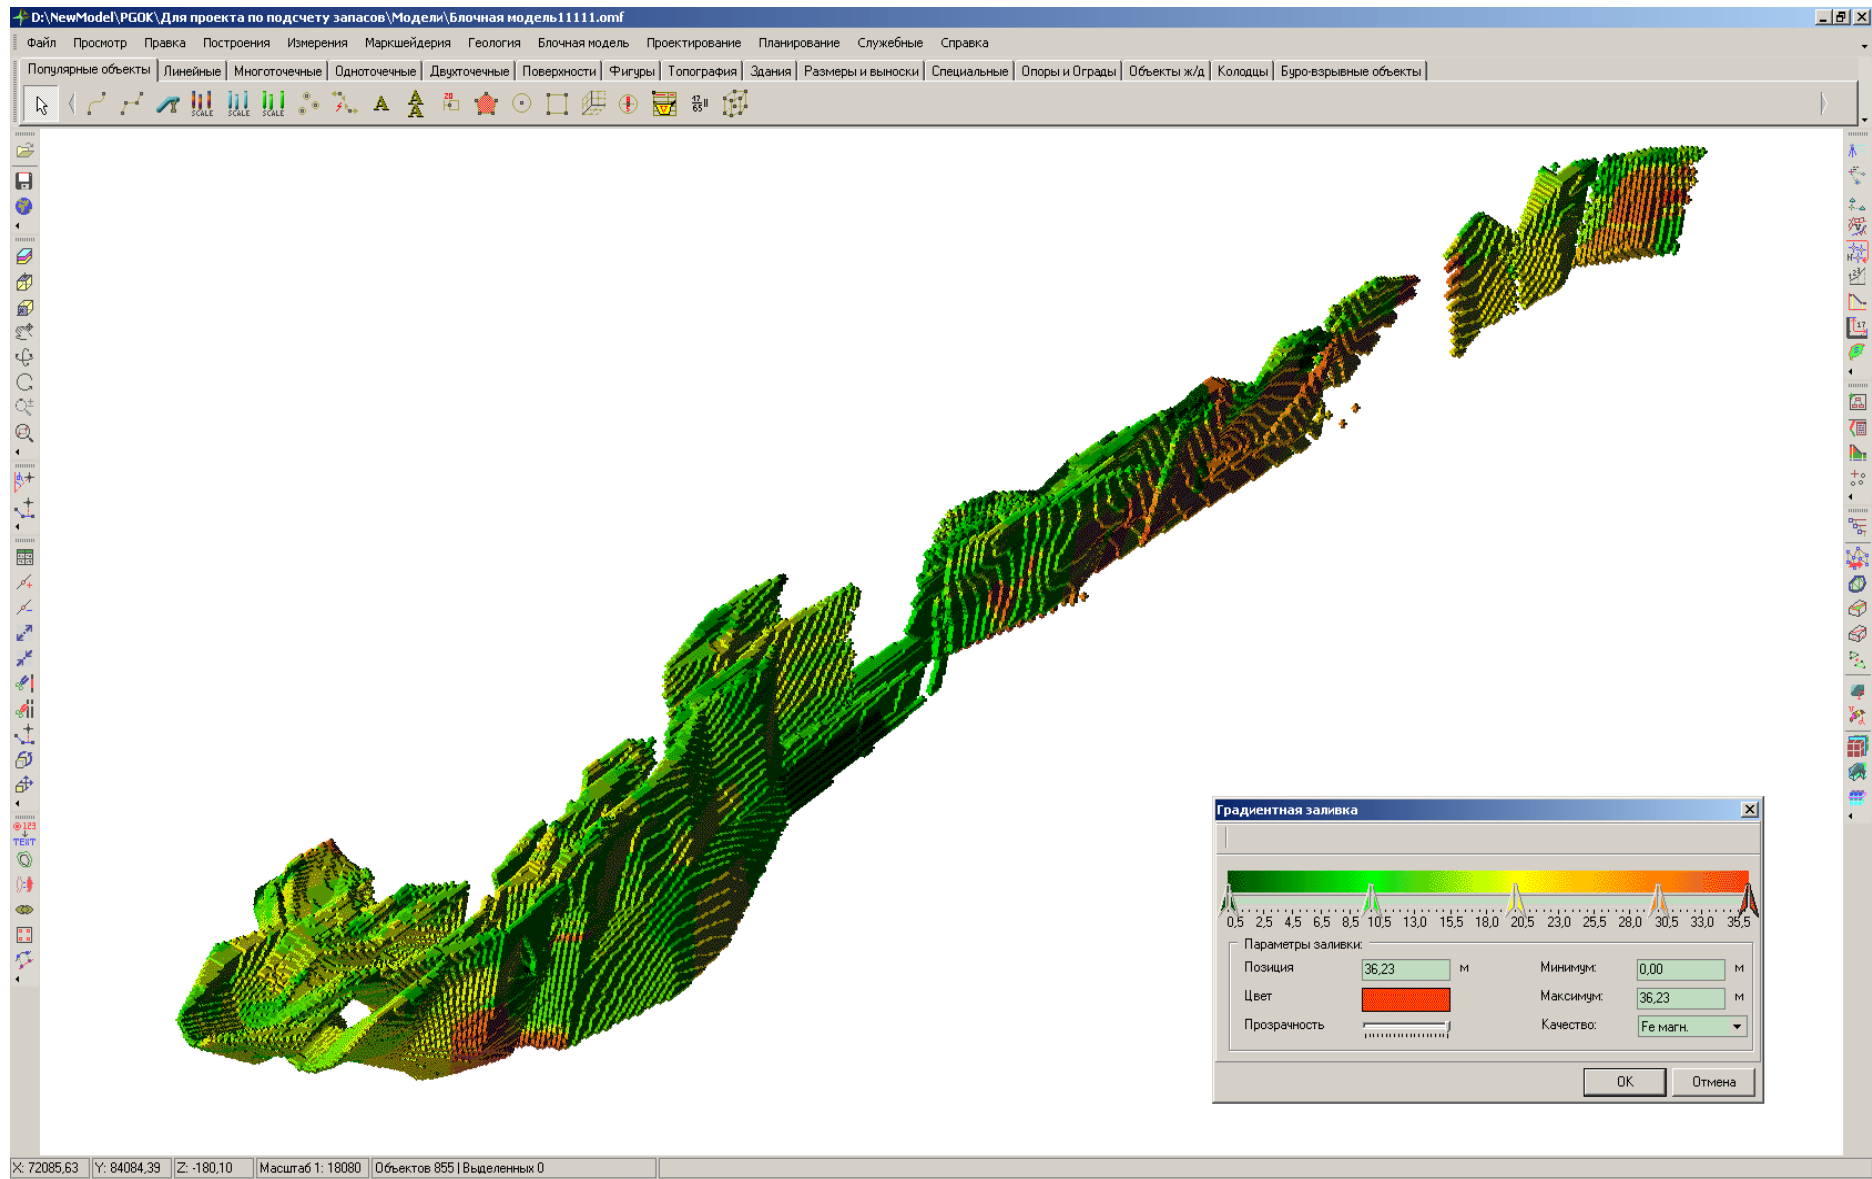 D:\NewModel\PGOK\Для проекта по подсчету запасов\Модели\Блочная модель11111.omf
Файл Просмотр Правка Построения Измерения Маркшейдерия Геология Блочная модель Проектирование Планирование Служебные Справка
Популярные объекты Линейные Многоточечные Одноточечные Двухточечные Поверхности Фигуры Топография Здания Размеры и выноски Специальные Опоры и Ограды Объекты ж/д Колодцы Буро-взрывные объекты
SCALE SCALE SCALE
Градиентная заливка
0,5 2,5 4,5 6,5 8,5 10,5 13,0 15,5 18,0 20,5 23,0 25,5 28,0 30,5 33,0 35,5
Параметры заливки:
Позиция 36,23 м Минимум: 0,00 м
Цвет Максимум: 36,23 м
Прозрачность Качество: Fe магн.
OK Отмена
123
TEXT
X: 72085,63 Y: 84084,39 Z: -180,10 Масштаб 1: 18080 Объектов 855 | Выделенных 0